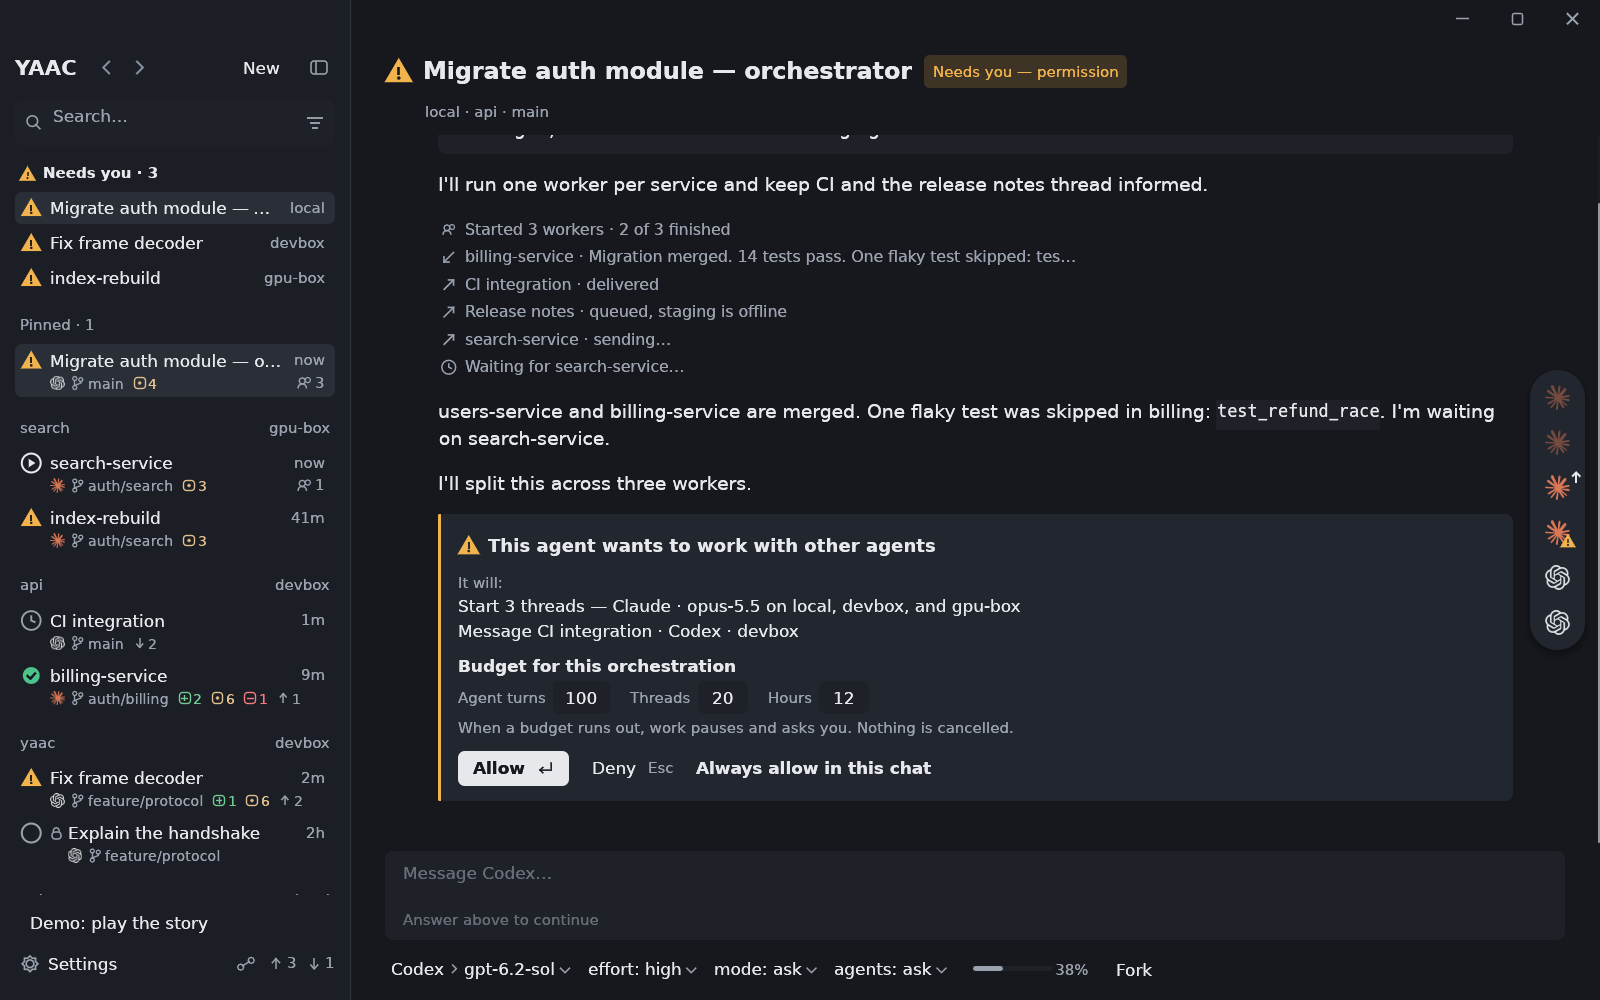 YAAC
New
Search...
Needs you · 3
Migrate auth module — ... local
Fix frame decoder devbox
index-rebuild gpu-box
Pinned · 1
Migrate auth module — o... now
main 4 3
search gpu-box
search-service now
auth/search 3 1
index-rebuild 41m
auth/search 3
api devbox
CI integration 1m
main ↓2
billing-service 9m
auth/billing 2 6 1 ↑1
yaac devbox
Fix frame decoder 2m
feature/protocol 1 6 ↑2
Explain the handshake 2h
feature/protocol
Demo: play the story
Settings ↑3 ↓1
Migrate auth module — orchestrator
Needs you — permission
local · api · main
I'll run one worker per service and keep CI and the release notes thread informed.
Started 3 workers · 2 of 3 finished
billing-service · Migration merged. 14 tests pass. One flaky test skipped: tes...
CI integration · delivered
Release notes · queued, staging is offline
search-service · sending...
Waiting for search-service...
users-service and billing-service are merged. One flaky test was skipped in billing: test_refund_race. I'm waiting
on search-service.
I'll split this across three workers.
This agent wants to work with other agents
It will:
Start 3 threads — Claude · opus-5.5 on local, devbox, and gpu-box
Message CI integration · Codex · devbox
Budget for this orchestration
Agent turns 100 Threads 20 Hours 12
When a budget runs out, work pauses and asks you. Nothing is cancelled.
Allow ↵ Deny Esc Always allow in this chat
Message Codex...
Answer above to continue
Codex > gpt-6.2-sol effort: high mode: ask agents: ask 38% Fork